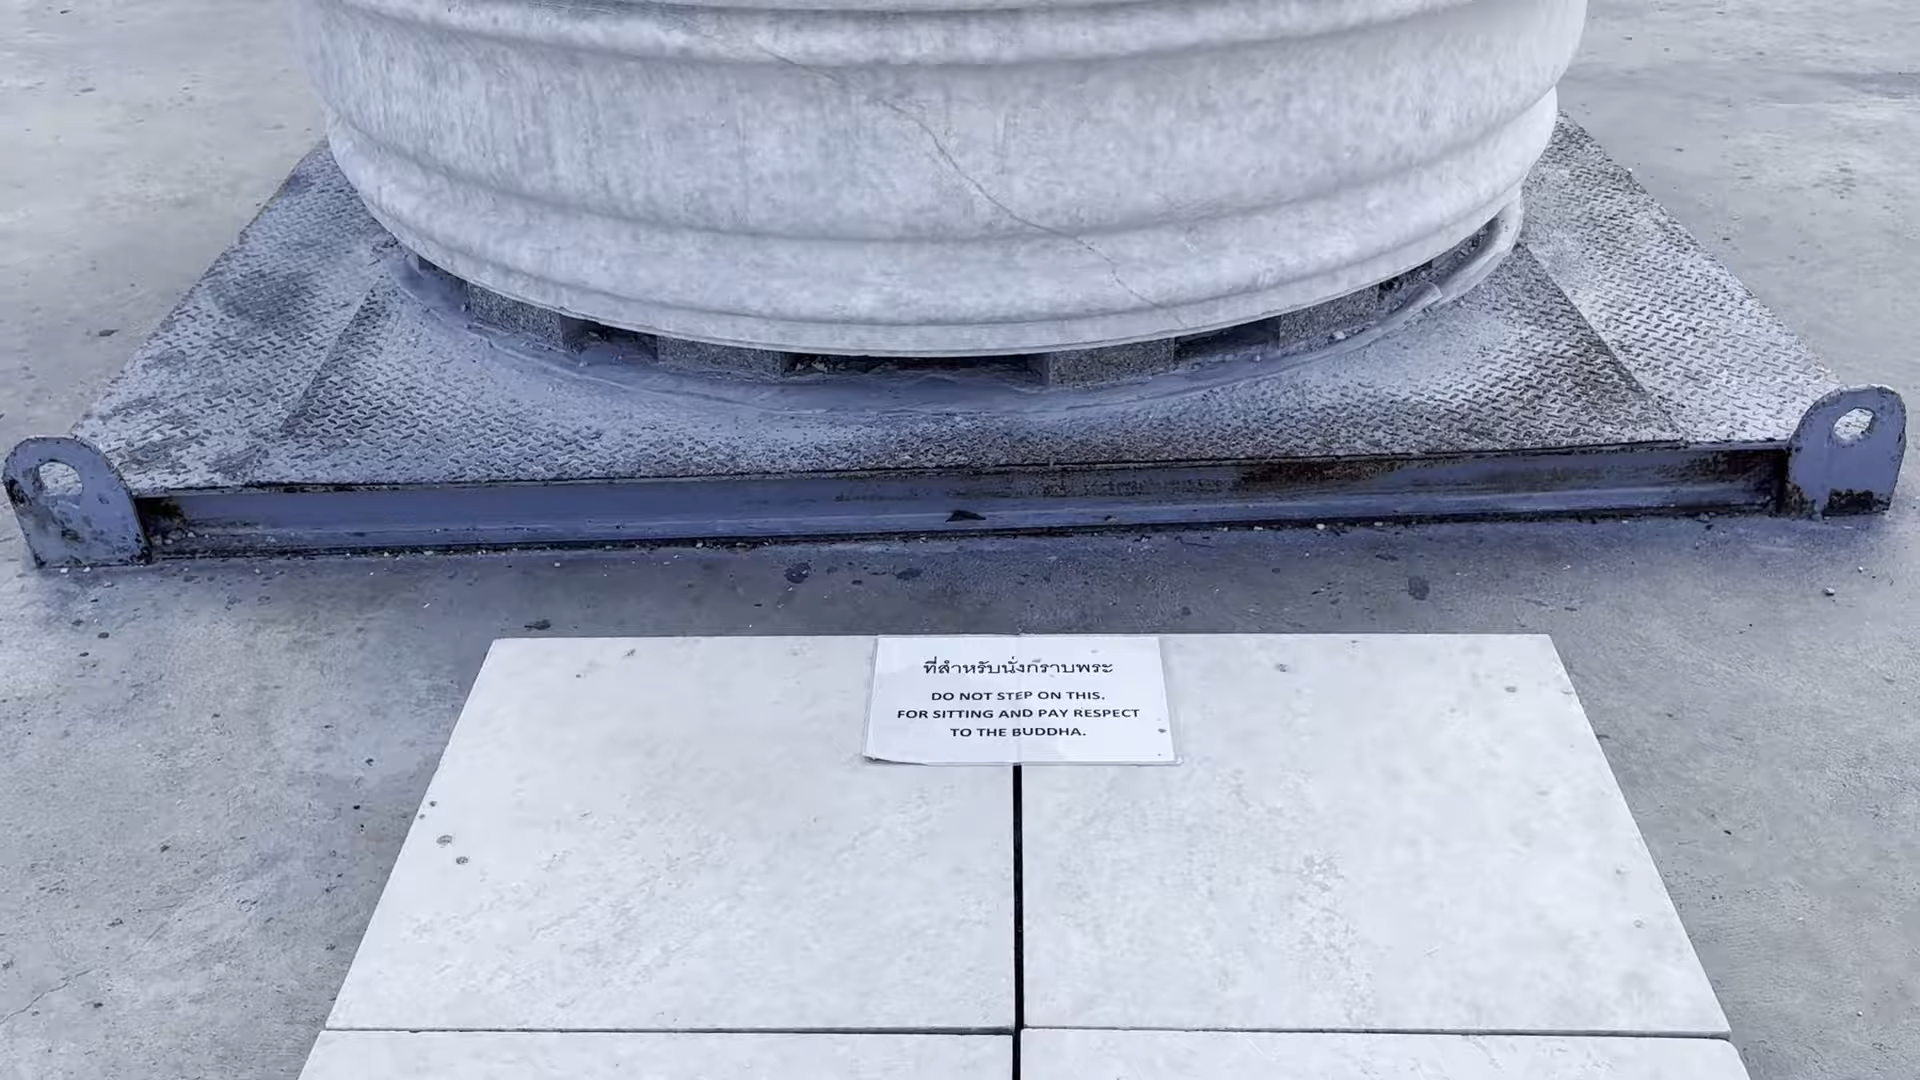 ที่สำหรับนั่งกราบพระ
DO NOT STEP ON THIS.
FOR SITTING AND PAY RESPECT
TO THE BUDDHA.